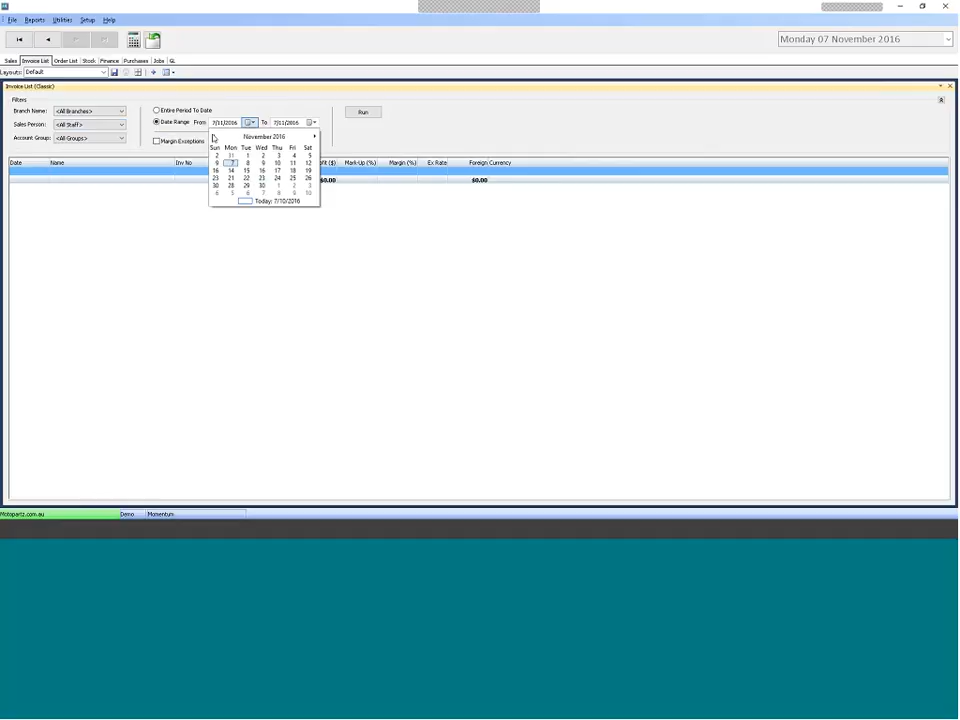 File Reports Utilities Setup Help
Monday 07 November 2016
Sales Invoice List Order List Stock Finance Purchases Jobs GL
Layouts: Default
Invoice List (Classic)
Filters
Branch Name: <All Branches> Entire Period To Date Run
Sales Person: <All Staff> Date Range From 7/11/2016 To 7/11/2016
Account Group: <All Groups> Margin Exceptions
November 2016
Sun Mon Tue Wed Thu Fri Sat
2 31 1 2 3 4 5
9 7 8 9 10 11 12
16 14 15 16 17 18 19
23 21 22 23 24 25 26
30 28 29 30 1 2 3
6 5 6 7 8 9 10
Today: 7/10/2016
Date Name Inv No fit ($) Mark-Up (%) Margin (%) Ex Rate Foreign Currency
$0.00 $0.00
Motopartz.com.au Demo Momentum